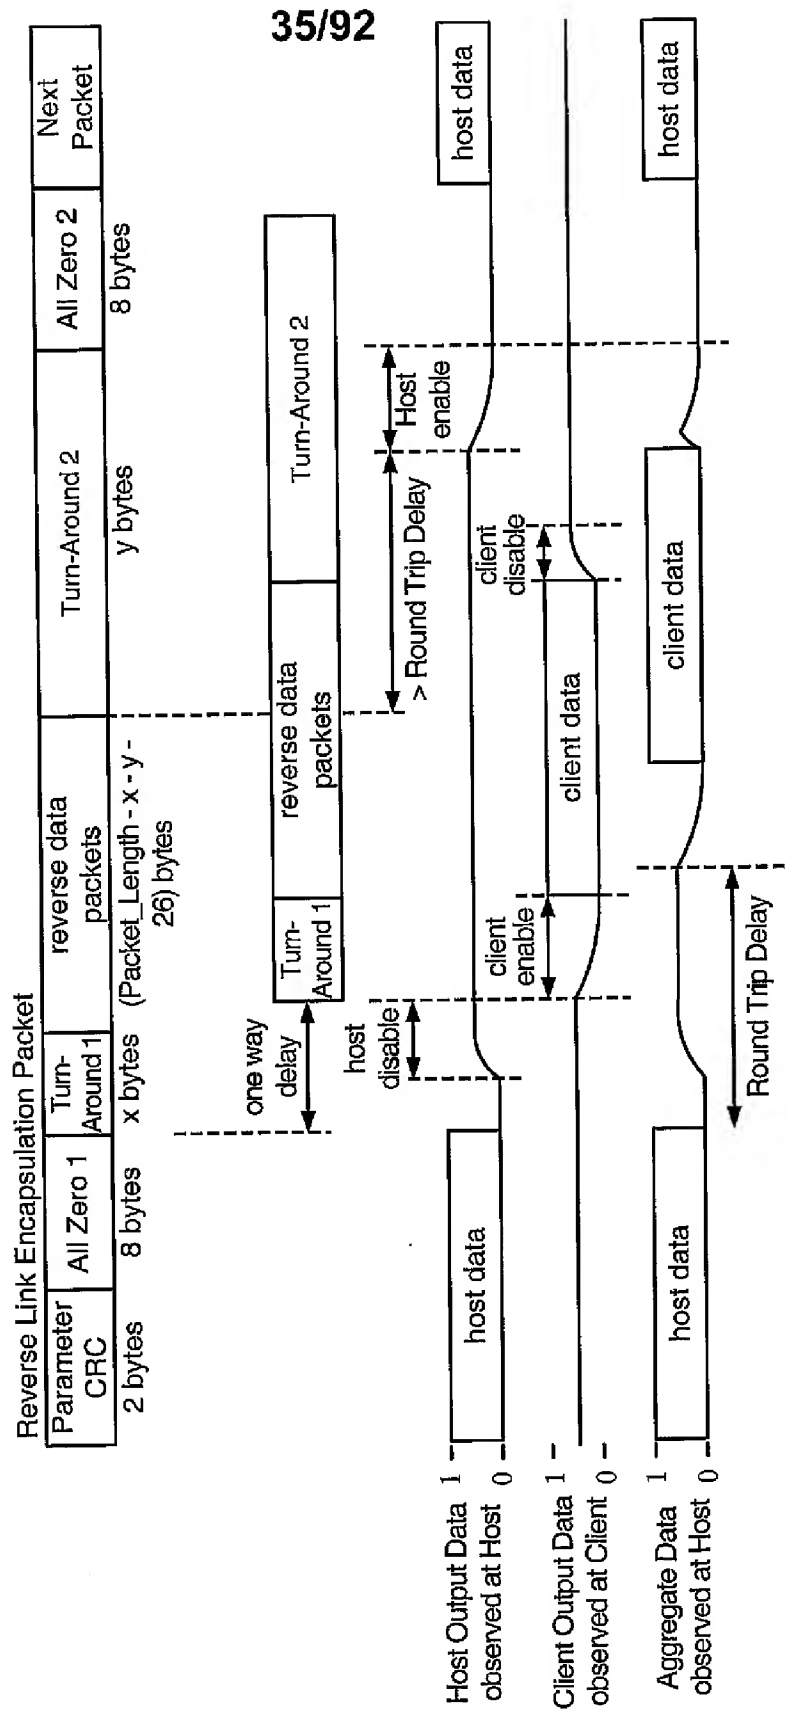 35/92
Reverse Link Encapsulation Packet
Parameter
CRC
All Zero 1
Turn-
Around 1
reverse data
packets
Turn-Around 2
All Zero 2
Next
Packet
2 bytes
8 bytes
x bytes
(Packet_Length - x - y -
26) bytes
y bytes
8 bytes
one way
delay
Turn-
Around 1
reverse data
packets
Turn-Around 2
host
disable
> Round Trip Delay
Host
enable
Host Output Data
observed at Host
1
0
host data
host data
client
enable
client
disable
Client Output Data
observed at Client
1
0
client data
Aggregate Data
observed at Host
1
0
host data
client data
host data
Round Trip Delay